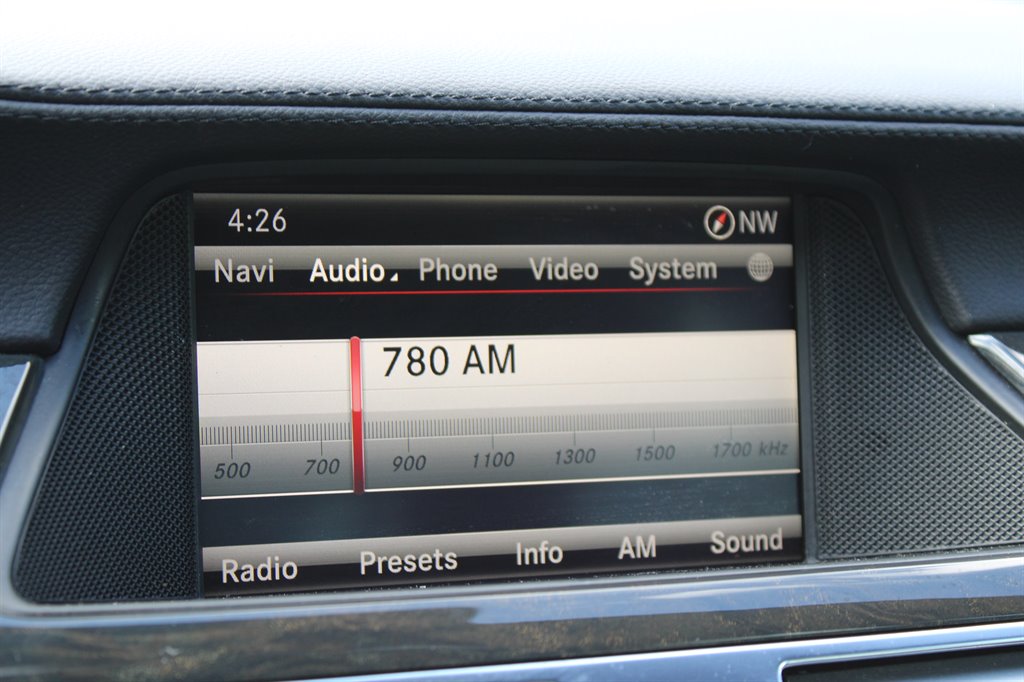 4:26 NW
Navi Audio Phone Video System
780 AM
500 700 900 1100 1300 1500 1700 kHz
Radio Presets Info AM Sound